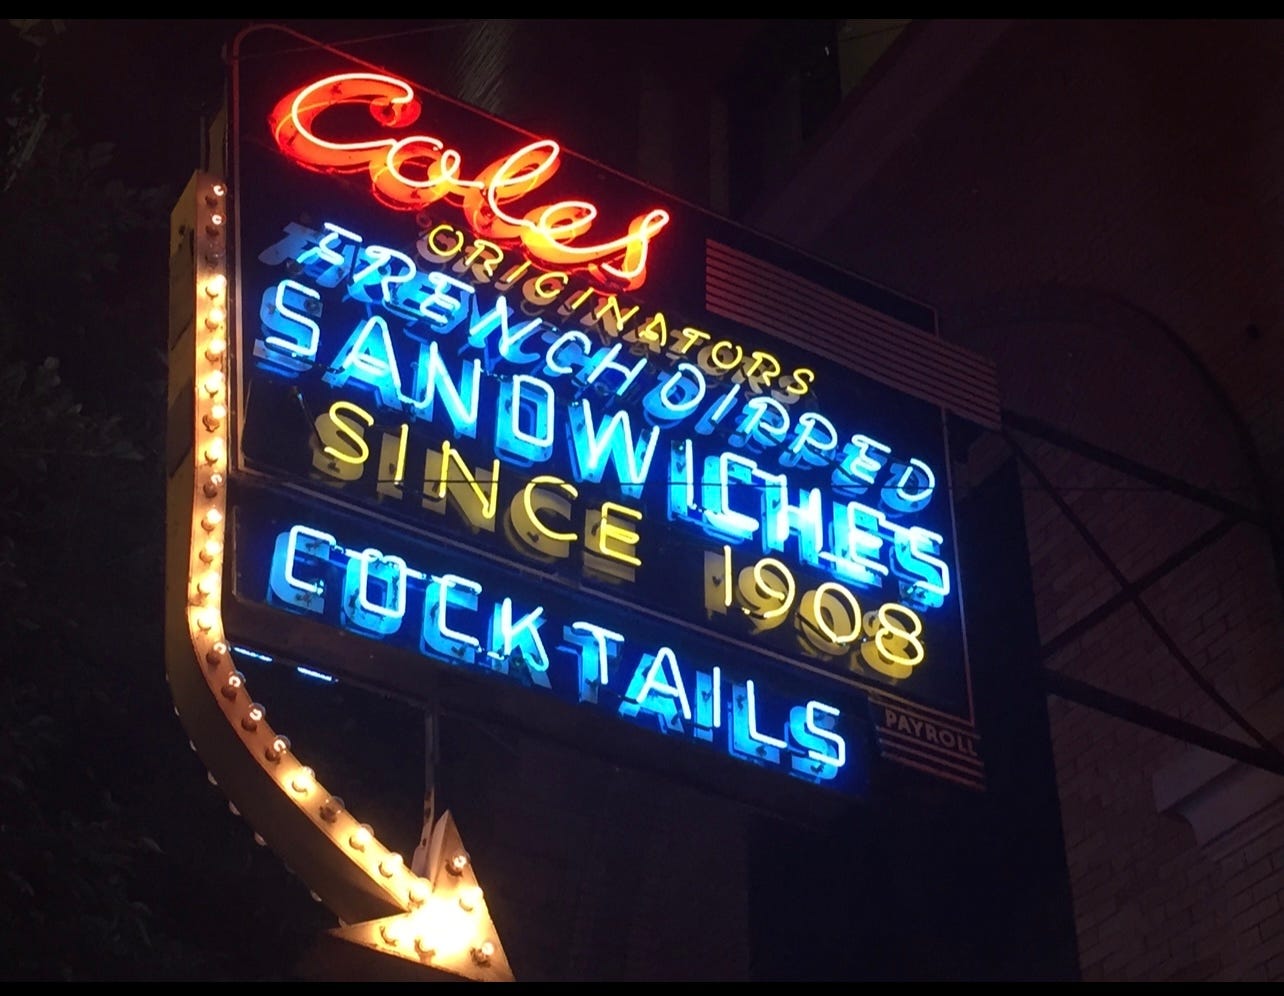 Coles
ORIGINATORS
FRENCH DIPPED
SANDWICHES
SINCE 1908
COCKTAILS
PAYROLL